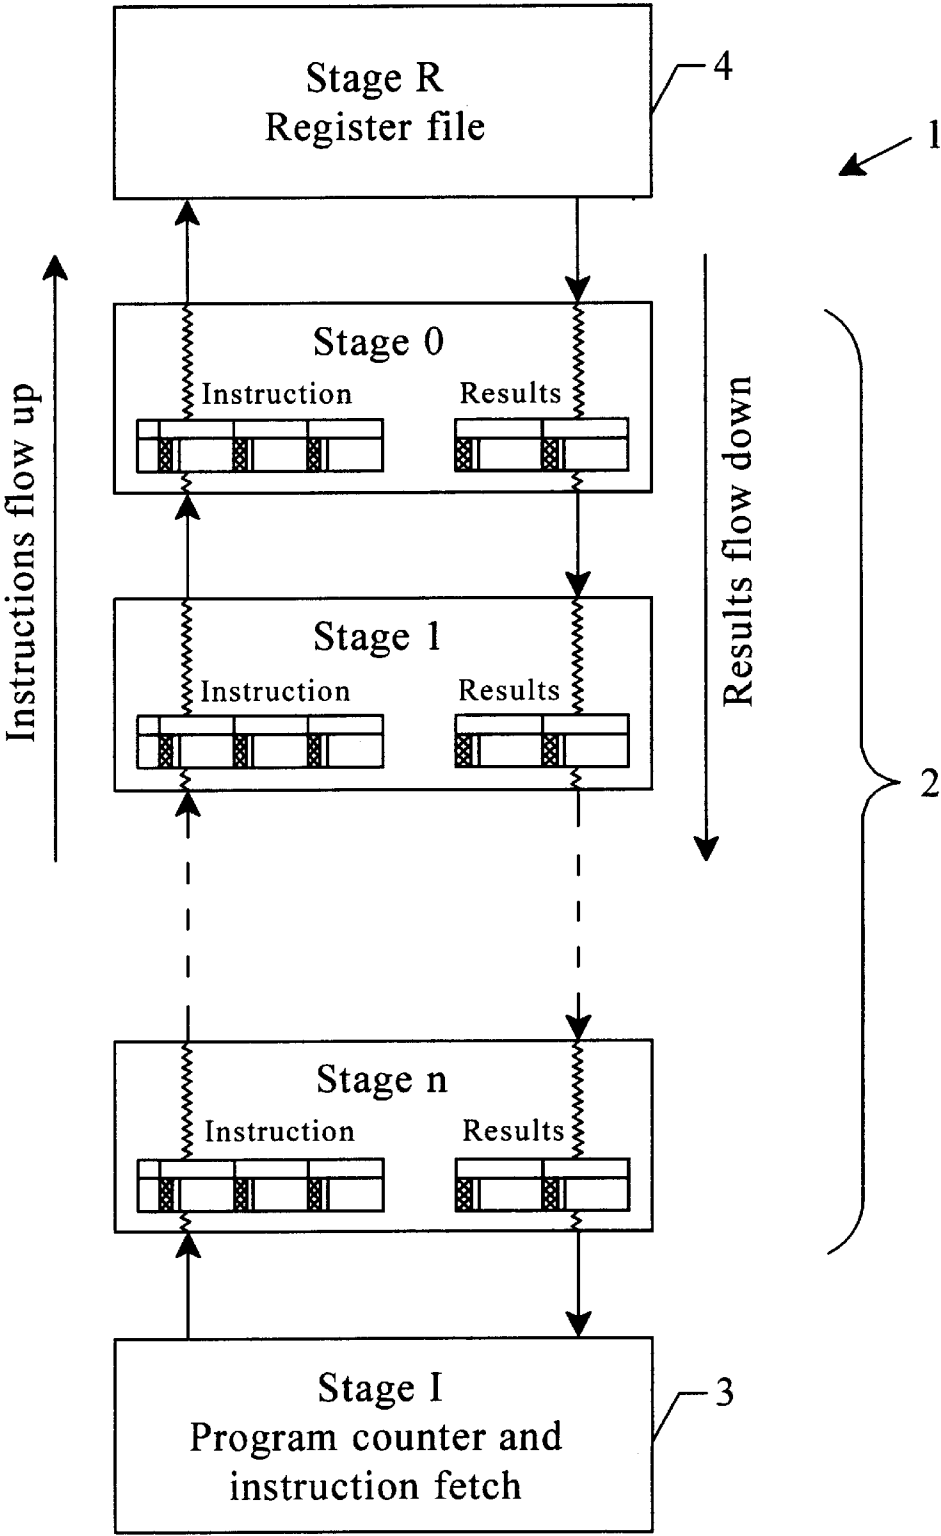 Stage R
Register file
4
1
Instructions flow up
Results flow down
Stage 0
Instruction
Results
Stage 1
Instruction
Results
2
Stage n
Instruction
Results
Stage I
Program counter and
instruction fetch
3